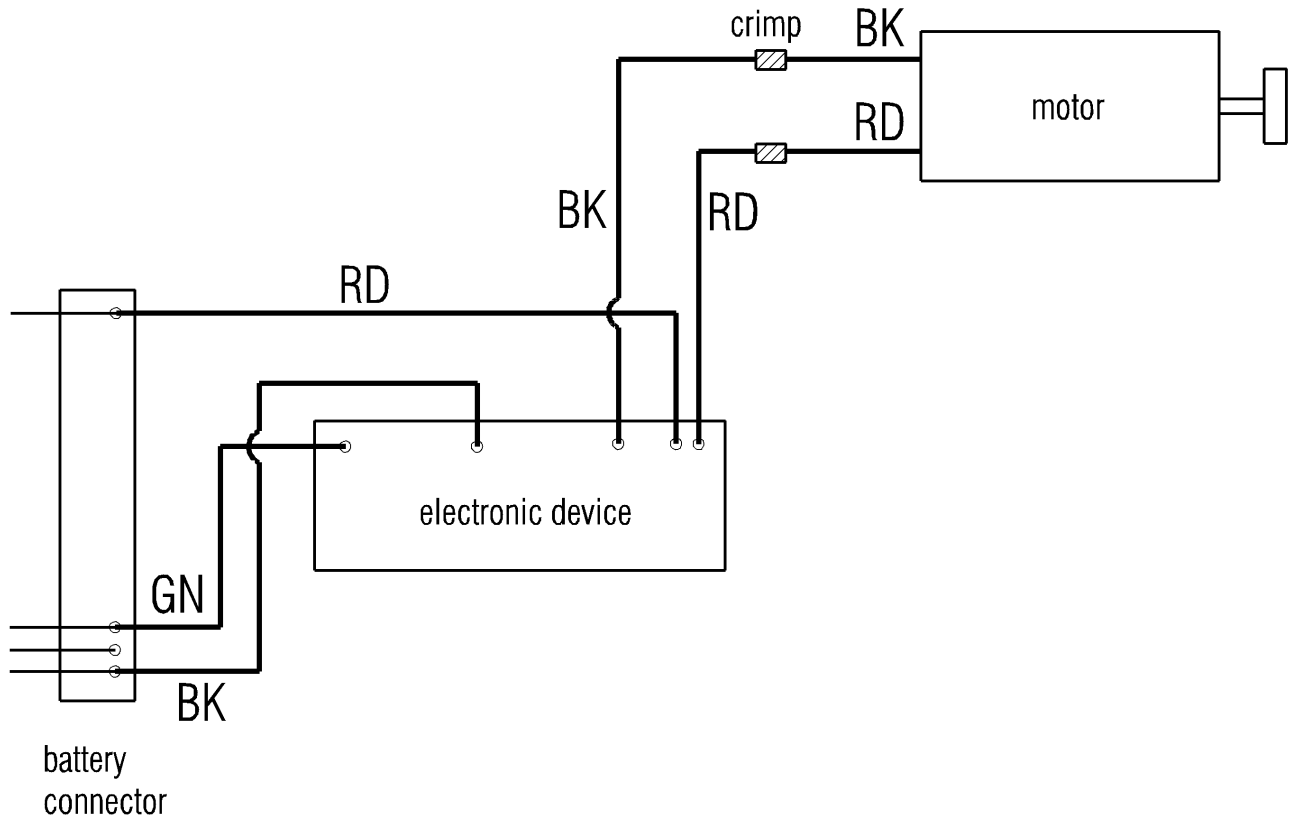 crimp
BK
motor
RD
BK
RD
RD
electronic device
GN
BK
battery
connector